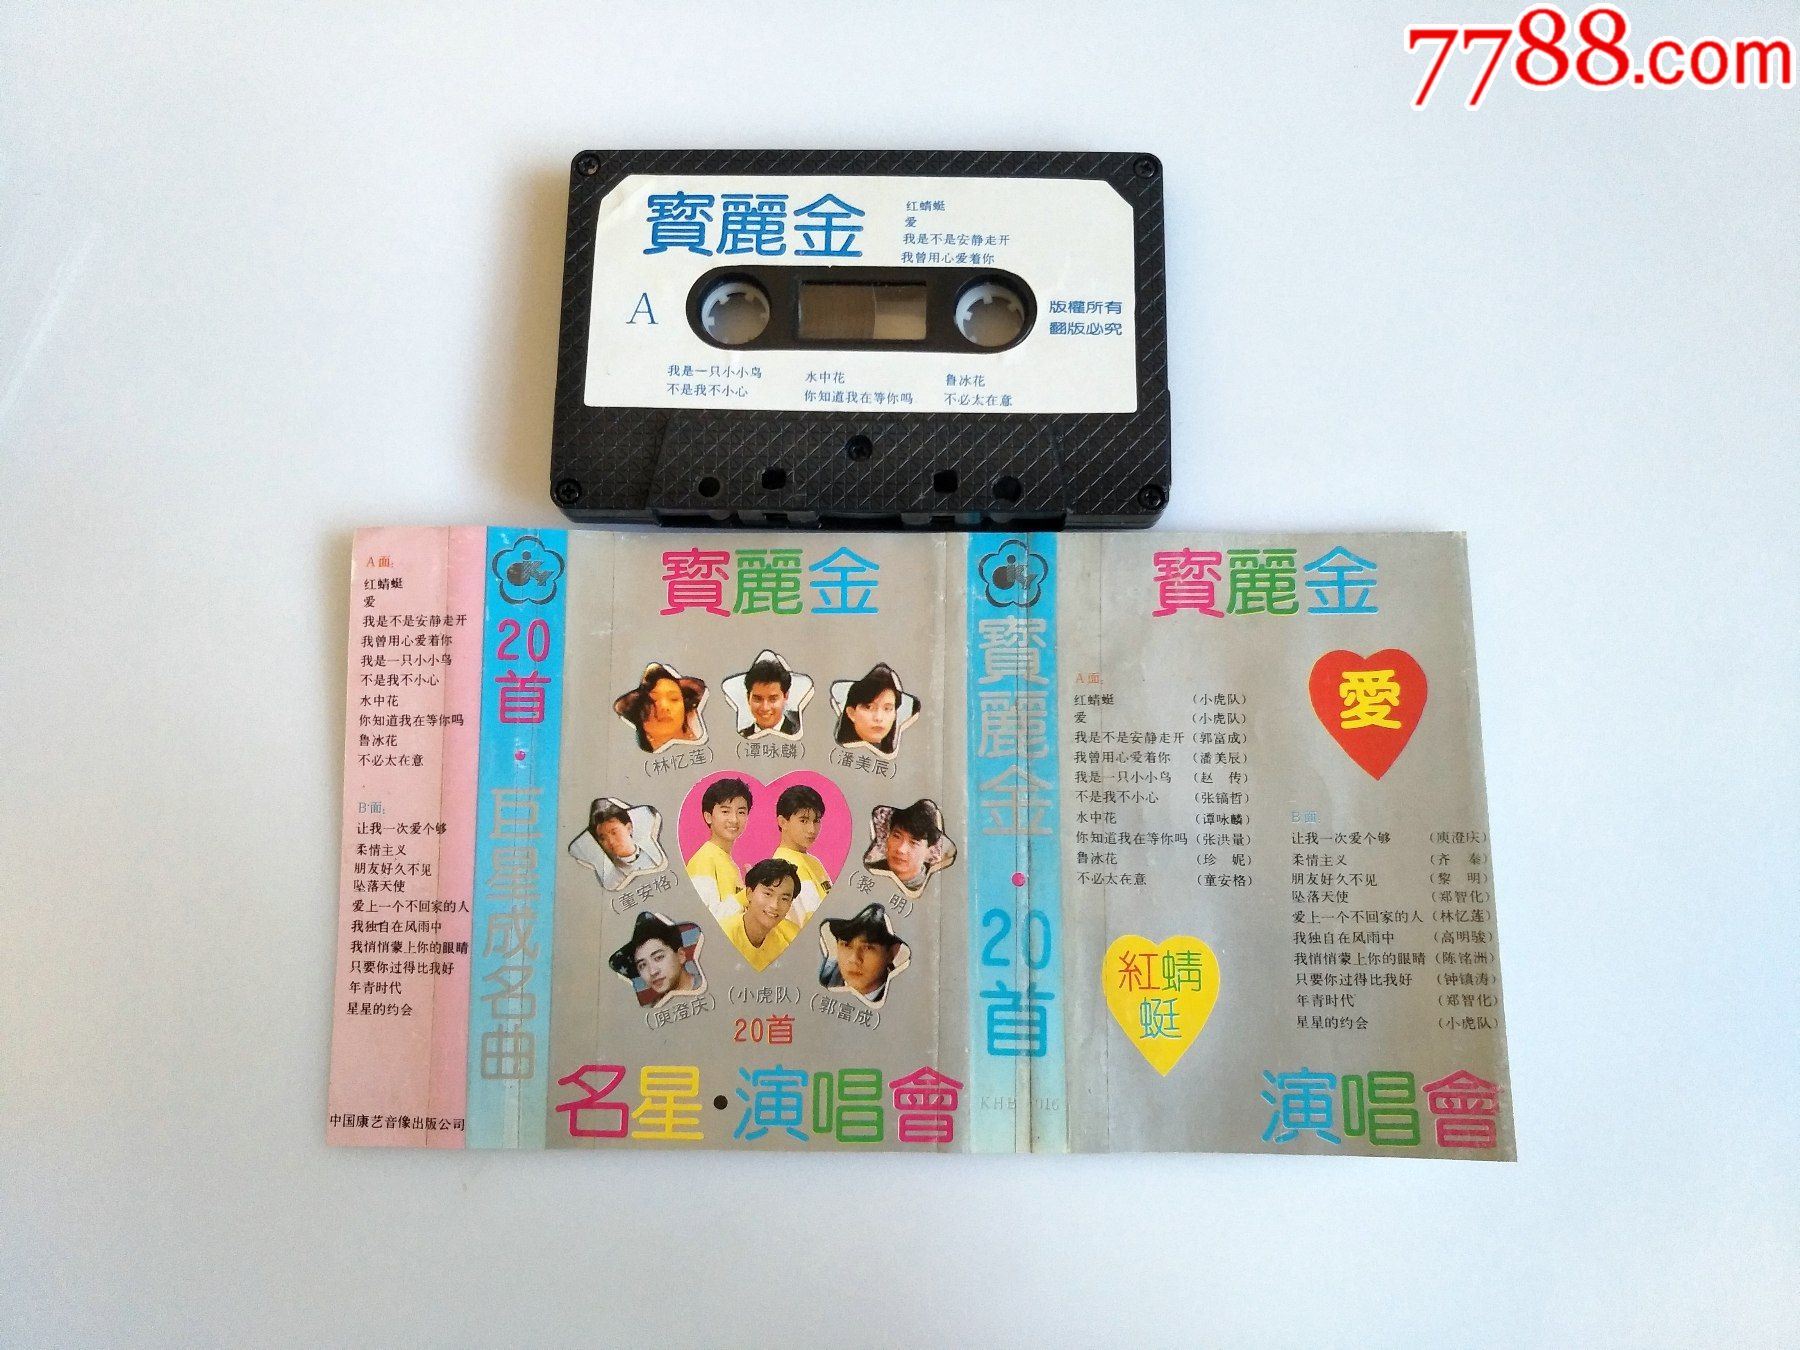 7788.com
寳麗金
红蜻蜓
爱
我是不是安静走开
我曾用心爱着你
A
版權所有
翻版必究
我是一只小小鸟
不是我不小心
水中花
你知道我在等你吗
鲁冰花
不必太在意
A面:
红蜻蜓
爱
我是不是安静走开
我曾用心爱着你
我是一只小小鸟
不是我不小心
水中花
你知道我在等你吗
鲁冰花
不必太在意
B面:
让我一次爱个够
柔情主义
朋友好久不见
坠落天使
爱上一个不回家的人
我独自在风雨中
我悄悄蒙上你的眼睛
只要你过得比我好
年青时代
星星的约会
中国康艺音像出版公司
20首·巨星成名曲
寳麗金
(林忆莲)
(谭咏麟)
(潘美辰)
(童安格)
(黎 明)
(庾澄庆)
(小虎队)
(郭富成)
20首
名星·演唱會
寳麗金·20首
寳麗金
愛
A面
红蜻蜓 (小虎队)
爱 (小虎队)
我是不是安静走开 (郭富成)
我曾用心爱着你 (潘美辰)
我是一只小小鸟 (赵 传)
不是我不小心 (张镐哲)
水中花 (谭咏麟)
你知道我在等你吗 (张洪量)
鲁冰花 (珍 妮)
不必太在意 (童安格)
B面
让我一次爱个够 (庾澄庆)
柔情主义 (齐 秦)
朋友好久不见 (黎 明)
坠落天使 (郑智化)
爱上一个不回家的人 (林忆莲)
我独自在风雨中 (高明骏)
我悄悄蒙上你的眼睛 (陈铭洲)
只要你过得比我好 (钟镇涛)
年青时代 (郑智化)
星星的约会 (小虎队)
紅蜻
蜓
演唱會